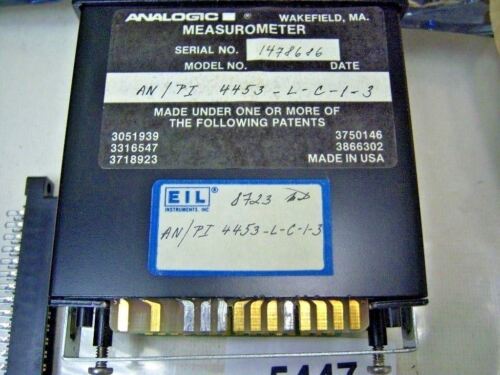 ANALOGIC ® WAKEFIELD, MA.
MEASUROMETER
SERIAL NO. 1478686
MODEL NO. DATE
AN/PI 4453-L-C-1-3
MADE UNDER ONE OR MORE OF
THE FOLLOWING PATENTS
3051939 3750146
3316547 3866302
3718923 MADE IN USA
EIL ®
INSTRUMENTS, INC
8723
AN/PI 4453-L-C-1-3
5447